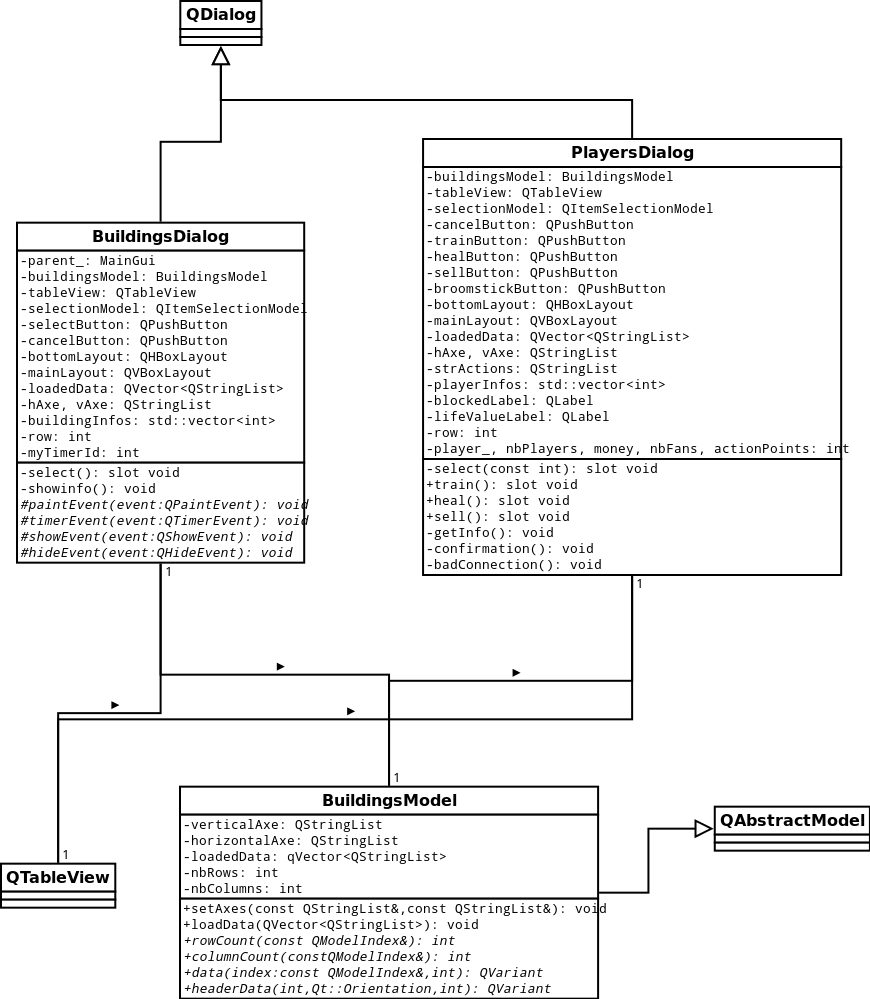 QDialog
PlayersDialog
-buildingsModel: BuildingsModel
-tableView: QTableView
-selectionModel: QItemSelectionModel
-cancelButton: QPushButton
-trainButton: QPushButton
-healButton: QPushButton
-sellButton: QPushButton
-broomstickButton: QPushButton
-bottomLayout: QHBoxLayout
-mainLayout: QVBoxLayout
-loadedData: QVector<QStringList>
-hAxe, vAxe: QStringList
-strActions: QStringList
-playerInfos: std::vector<int>
-blockedLabel: QLabel
-lifeValueLabel: QLabel
-row: int
-player_, nbPlayers, money, nbFans, actionPoints: int
-select(const int): slot void
+train(): slot void
+heal(): slot void
+sell(): slot void
-getInfo(): void
-confirmation(): void
-badConnection(): void
1
BuildingsDialog
-parent_: MainGui
-buildingsModel: BuildingsModel
-tableView: QTableView
-selectionModel: QItemSelectionModel
-selectButton: QPushButton
-cancelButton: QPushButton
-bottomLayout: QHBoxLayout
-mainLayout: QVBoxLayout
-loadedData: QVector<QStringList>
-hAxe, vAxe: QStringList
-buildingInfos: std::vector<int>
-row: int
-myTimerId: int
-select(): slot void
-showinfo(): void
#paintEvent(event:QPaintEvent): void
#timerEvent(event:QTimerEvent): void
#showEvent(event:QShowEvent): void
#hideEvent(event:QHideEvent): void
1
1
BuildingsModel
-verticalAxe: QStringList
-horizontalAxe: QStringList
-loadedData: qVector<QStringList>
-nbRows: int
-nbColumns: int
+setAxes(const QStringList&,const QStringList&): void
+loadData(QVector<QStringList>): void
+rowCount(const QModelIndex&): int
+columnCount(constQModelIndex&): int
+data(index:const QModelIndex&,int): QVariant
+headerData(int,Qt::Orientation,int): QVariant
QAbstractModel
1
QTableView